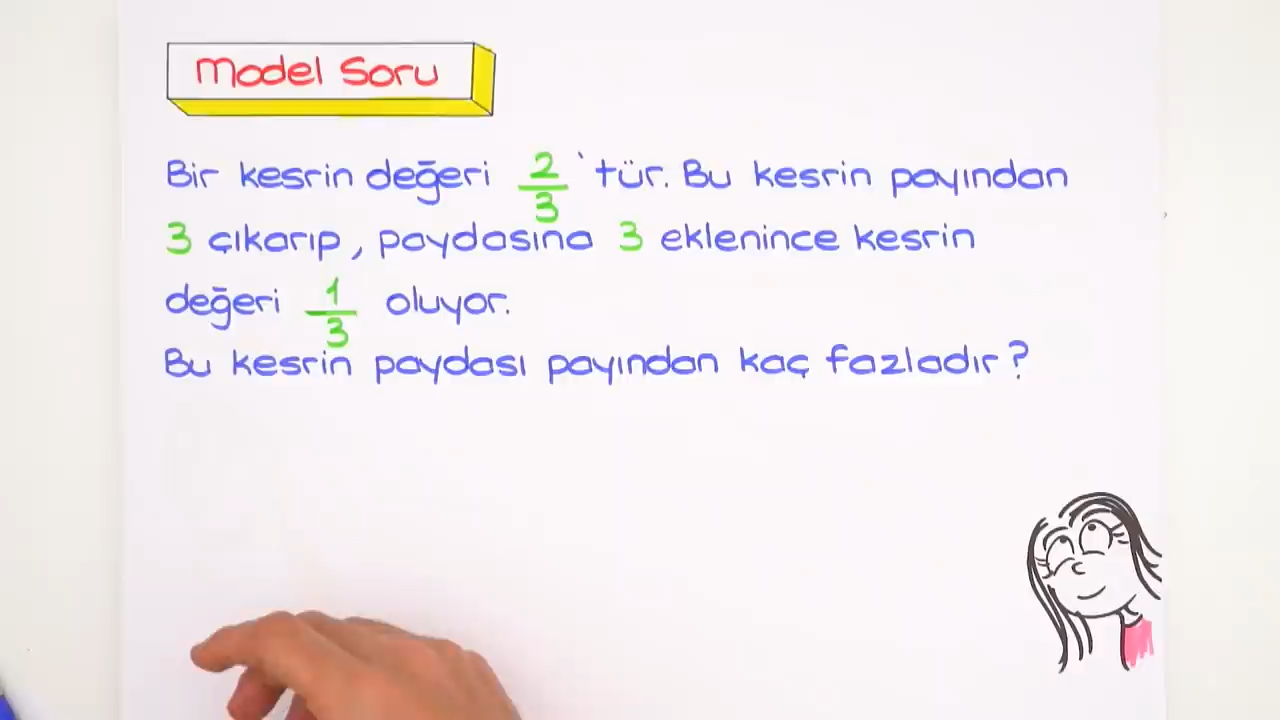 Model Soru
Bir kesrin değeri 2/3 'tür. Bu kesrin payından
3 çıkarıp, paydasına 3 eklenince kesrin
değeri 1/3 oluyor.
Bu kesrin paydası payından kaç fazladır?